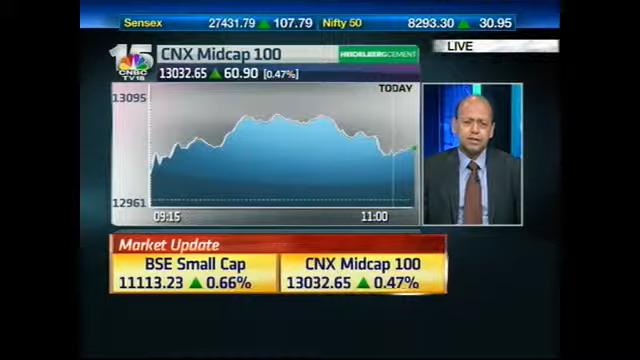 Sensex 27431.79 ▲ 107.79 Nifty 50 8293.30 ▲ 30.95
LIVE
15
CNBC
TV18
CNX Midcap 100
HEIDELBERGCEMENT
13032.65 ▲ 60.90 [0.47%]
TODAY
13095
12961
09:15 11:00
Market Update
BSE Small Cap CNX Midcap 100
11113.23 ▲ 0.66% 13032.65 ▲ 0.47%